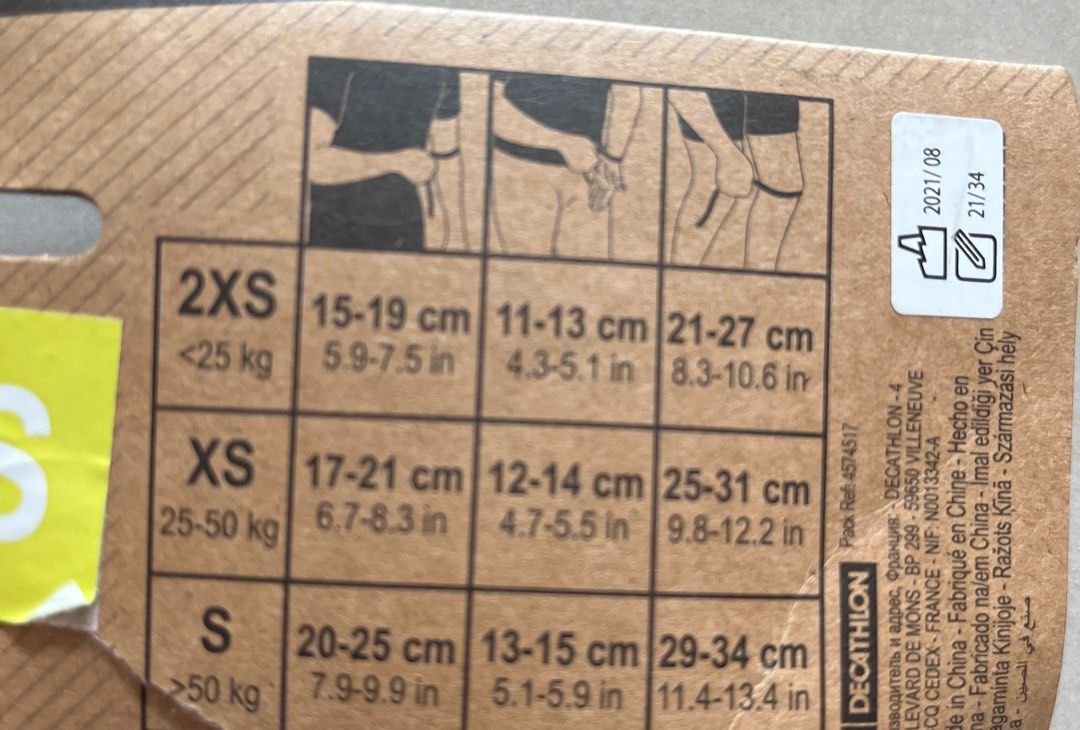 2XS
<25 kg
15-19 cm
5.9-7.5 in
11-13 cm
4.3-5.1 in
21-27 cm
8.3-10.6 in
XS
25-50 kg
17-21 cm
6.7-8.3 in
12-14 cm
4.7-5.5 in
25-31 cm
9.8-12.2 in
S
>50 kg
20-25 cm
7.9-9.9 in
13-15 cm
5.1-5.9 in
29-34 cm
11.4-13.4 in
S
2021/08
21/34
Pack Ref: 4574517
DECATHLON
и адрес, Франция - DECATHLON - 4
DE MONS - BP 299 - 59650 VILLENEUVE
CEDEX - FRANCE - NIF: N0013342-A
in China - Fabriqué en Chine - Hecho en
- Fabricado na/em China - İmal edildiği yer Çin
Kinijoje - Ražots Ķīnā - Származási hely
- صنع في الصين